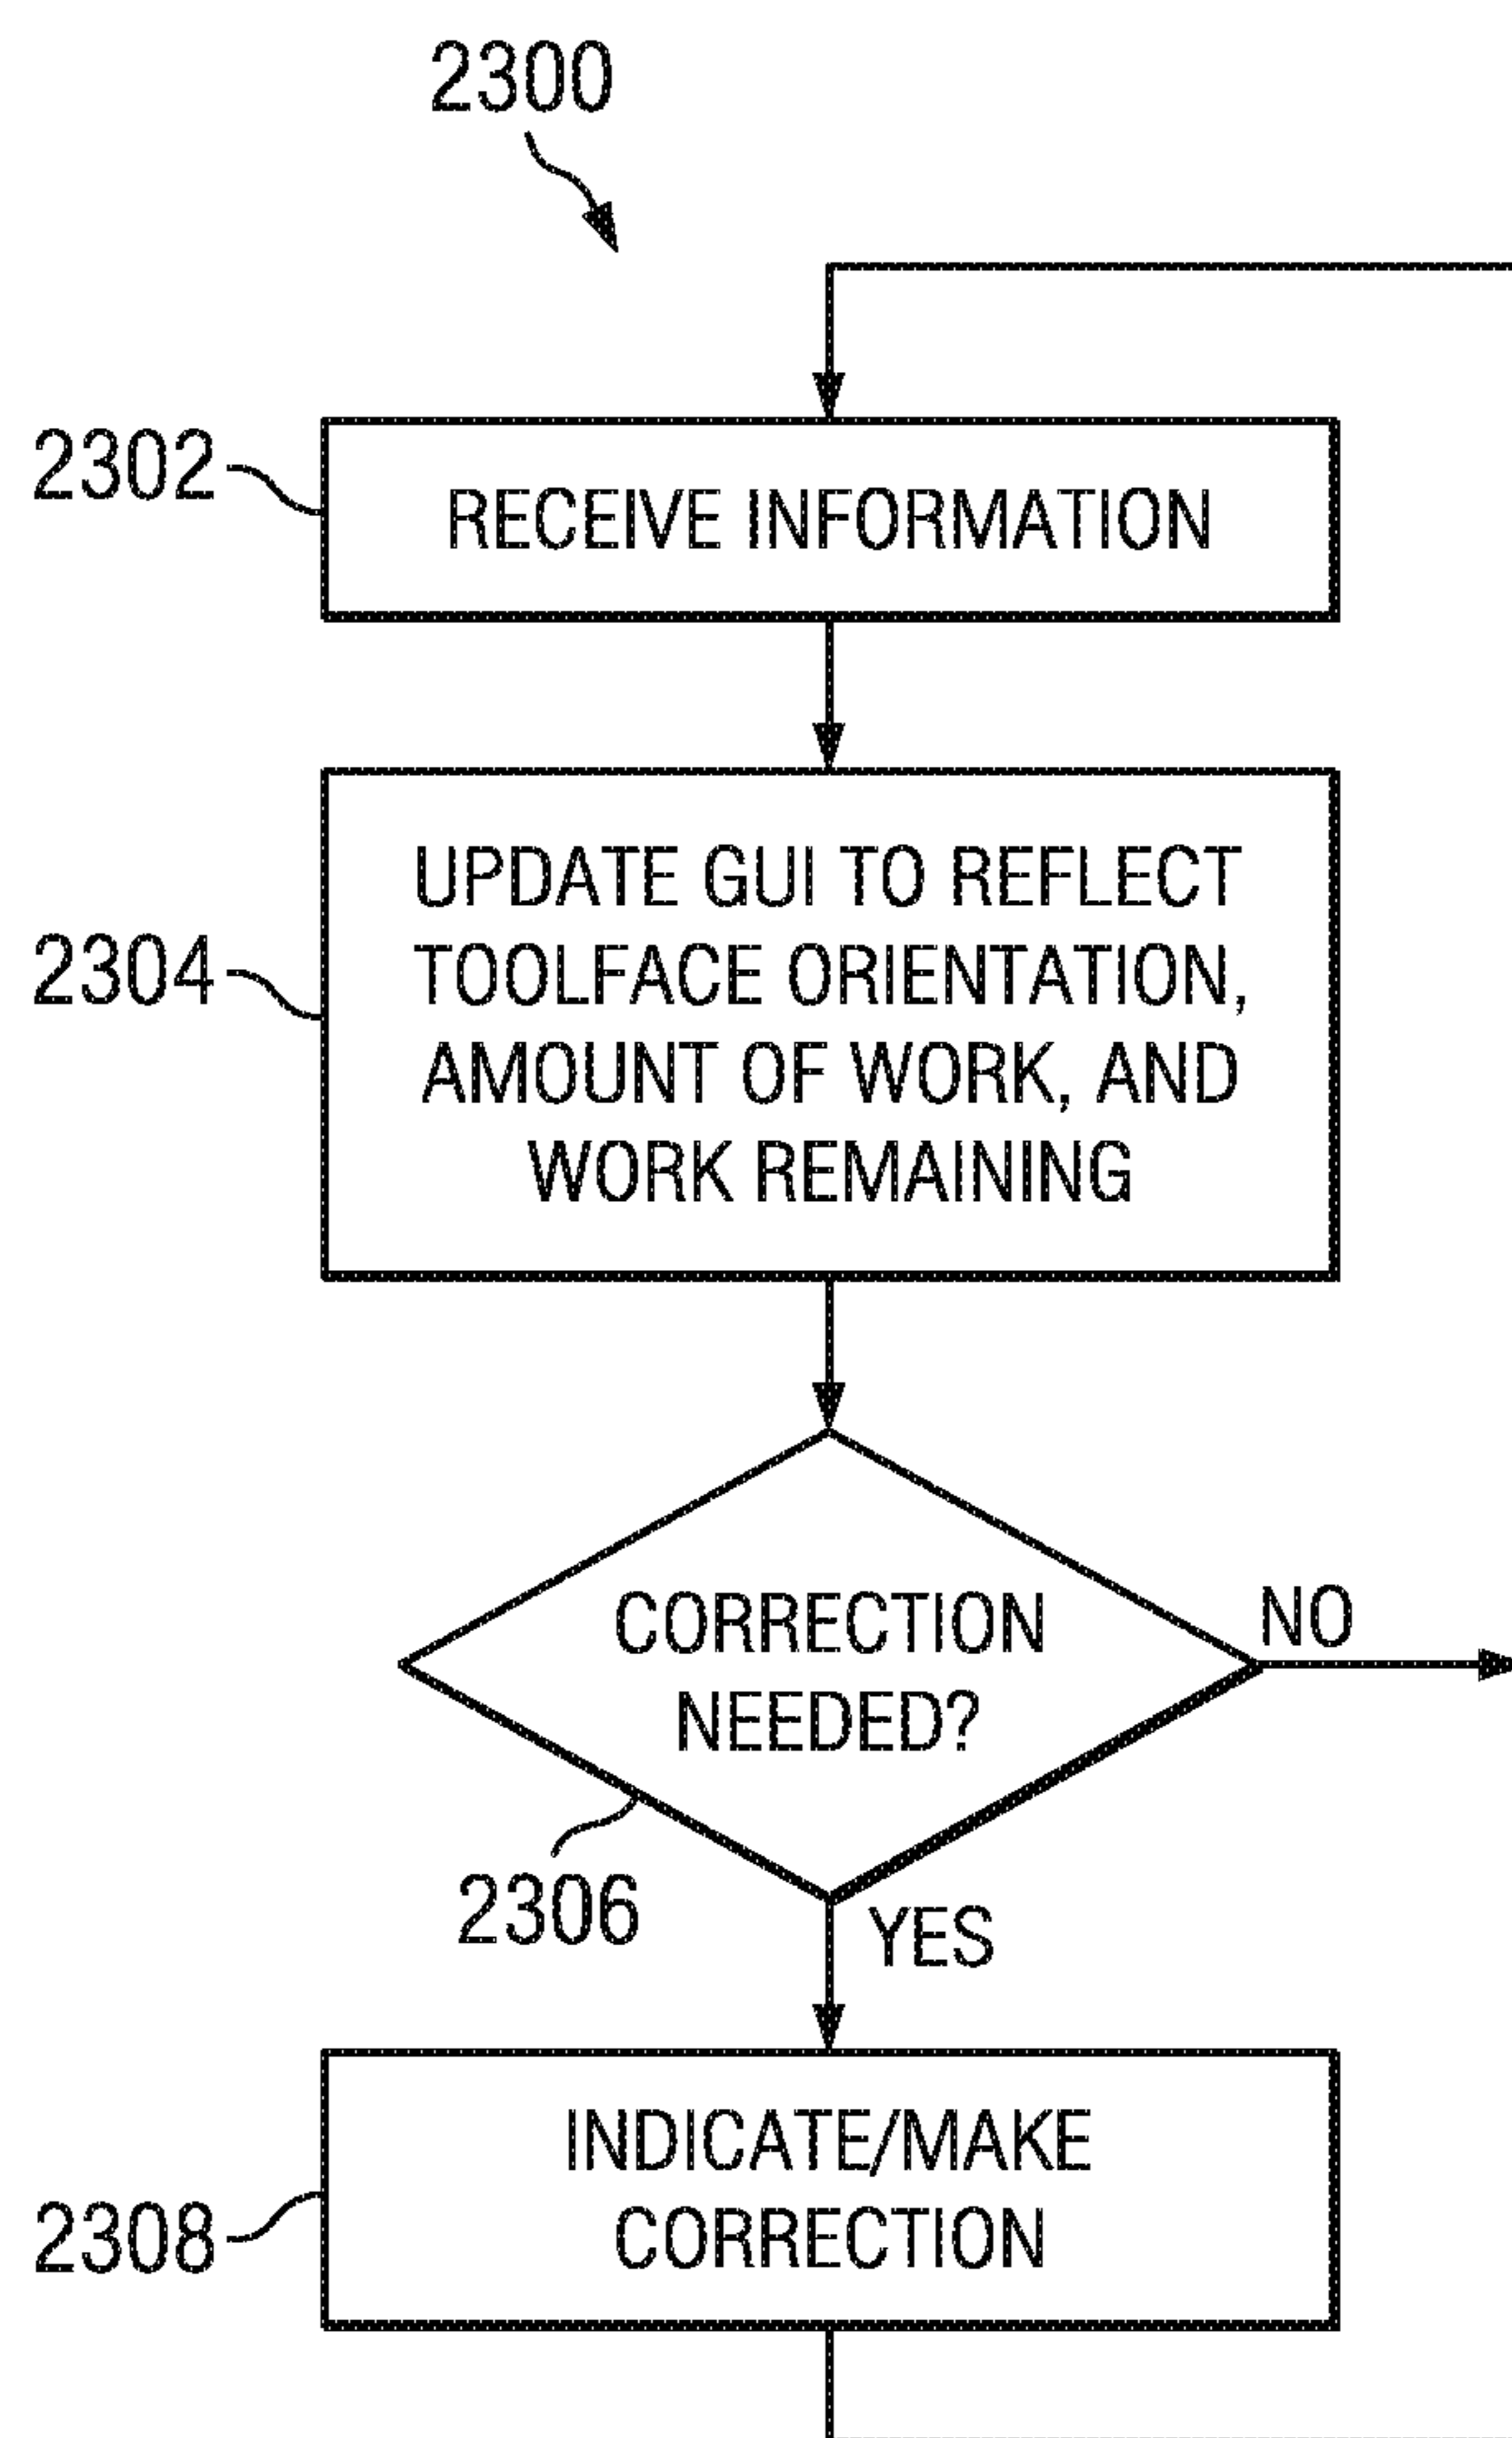 2300
2302
RECEIVE INFORMATION
UPDATE GUI TO REFLECT
2304
TOOLFACE ORIENTATION,
AMOUNT OF WORK, AND
WORK REMAINING
CORRECTION
NEEDED?
NO
2306
YES
INDICATE/MAKE
CORRECTION
2308